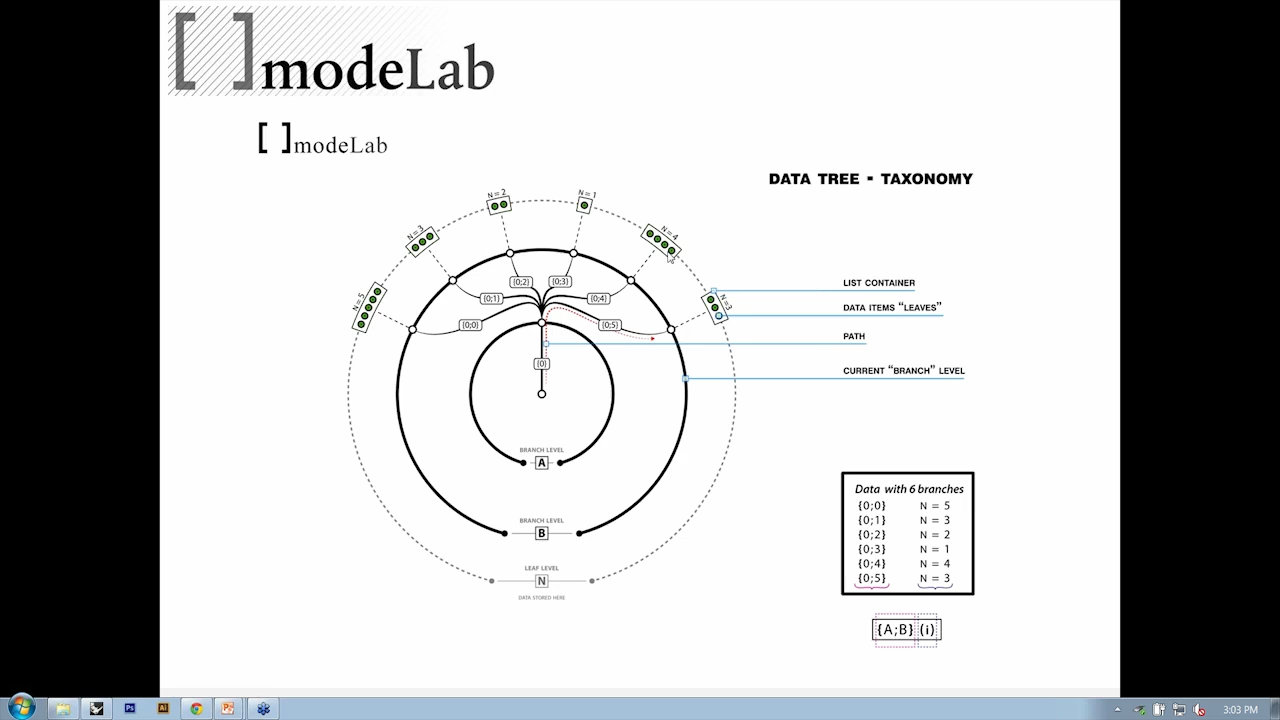 [ ]modeLab
[ ]modeLab
DATA TREE ▪ TAXONOMY
N = 2
N = 1
N = 3
N = 4
N = 5
N=3
{0;2}
{0;3}
{0;1}
{0;4}
{0;0}
{0;5}
{0}
LIST CONTAINER
DATA ITEMS “LEAVES”
PATH
CURRENT “BRANCH” LEVEL
BRANCH LEVEL
A
BRANCH LEVEL
B
LEAF LEVEL
N
DATA STORED HERE
Data with 6 branches
{0;0} N = 5
{0;1} N = 3
{0;2} N = 2
{0;3} N = 1
{0;4} N = 4
{0;5} N = 3
{A;B} (i)
Ps
Ai
3:03 PM